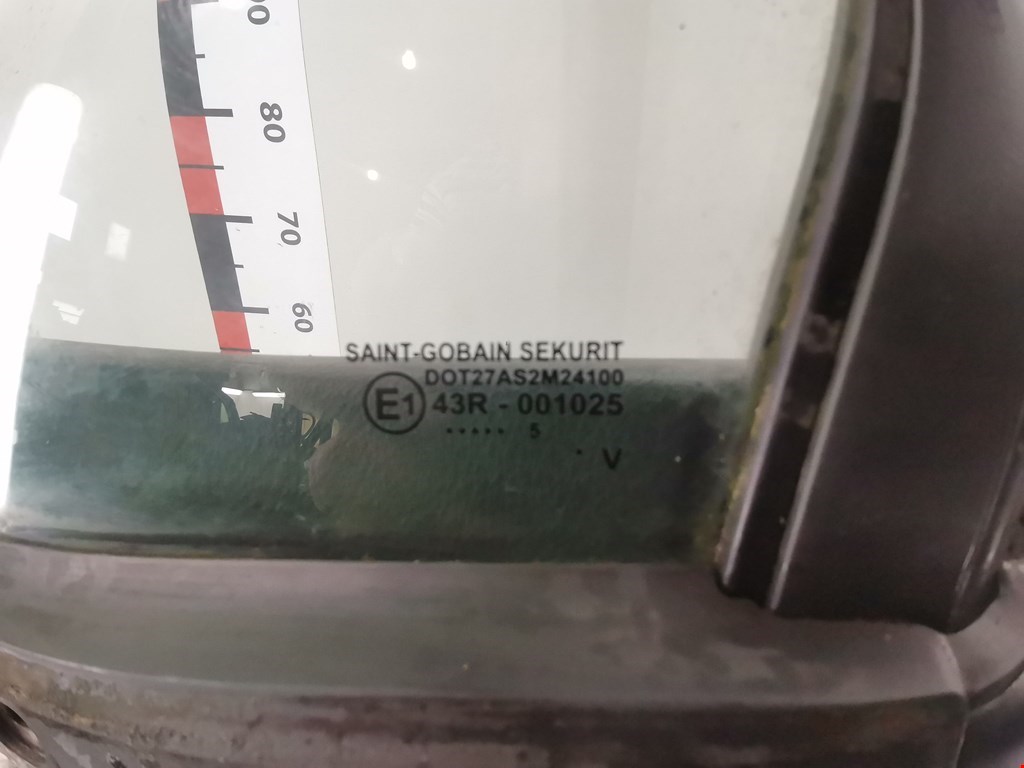 80
70
60
SAINT-GOBAIN SEKURIT
DOT27AS2M24100
E1 43R - 001025
..... 5
. V